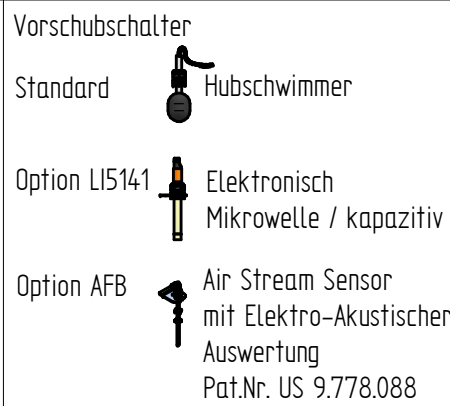 Vorschubschalter
Standard Hubschwimmer
Option LI5141 Elektronisch
Mikrowelle / kapazitiv
Option AFB Air Stream Sensor
mit Elektro-Akustischer
Auswertung
Pat.Nr. US 9.778.088